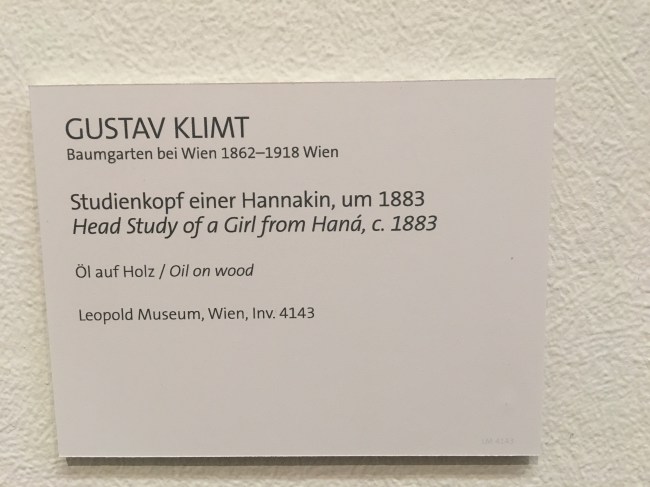 GUSTAV KLIMT
Baumgarten bei Wien 1862–1918 Wien
Studienkopf einer Hannakin, um 1883
Head Study of a Girl from Haná, c. 1883
Öl auf Holz / Oil on wood
Leopold Museum, Wien, Inv. 4143